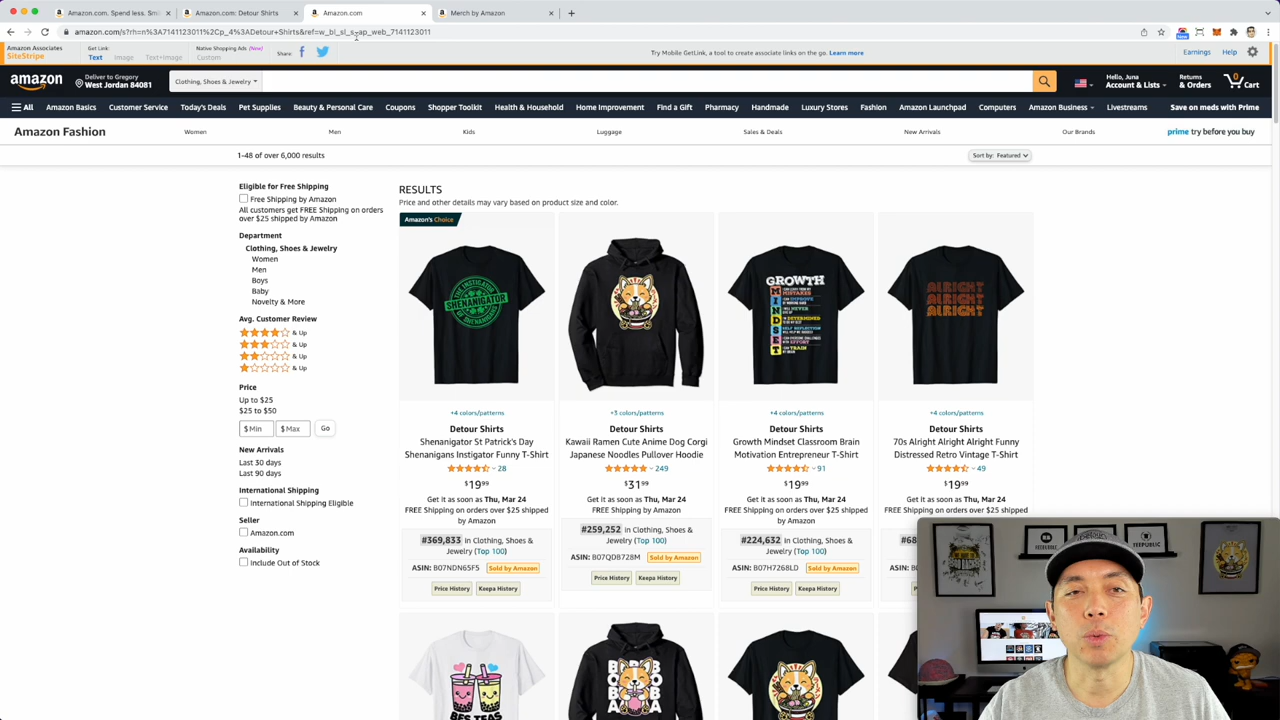 Amazon.com. Spend less. Smi
Amazon.com: Detour Shirts
Amazon.com
Merch by Amazon
amazon.com/s?rh=n%3A7141123011%2Cp_4%3ADetour+Shirts&ref=w_bl_sl_s_ap_web_7141123011
Amazon Associates
SiteStripe
Get Link:
Text
Image
Text+Image
Native Shopping Ads (New)
Custom
Share:
Try Mobile GetLink, a tool to create associate links on the go. Learn more
Earnings
Help
amazon
Deliver to Gregory
West Jordan 84081
Clothing, Shoes & Jewelry
Hello, Juna
Account & Lists
Returns
& Orders
0
Cart
All
Amazon Basics
Customer Service
Today's Deals
Pet Supplies
Beauty & Personal Care
Coupons
Shopper Toolkit
Health & Household
Home Improvement
Find a Gift
Pharmacy
Handmade
Luxury Stores
Fashion
Amazon Launchpad
Computers
Amazon Business
Livestreams
Save on meds with Prime
Amazon Fashion
Women
Men
Kids
Luggage
Sales & Deals
New Arrivals
Our Brands
prime try before you buy
1-48 of over 6,000 results
Sort by: Featured
Eligible for Free Shipping
Free Shipping by Amazon
All customers get FREE Shipping on orders
over $25 shipped by Amazon
Department
Clothing, Shoes & Jewelry
Women
Men
Boys
Baby
Novelty & More
Avg. Customer Review
& Up
& Up
& Up
& Up
Price
Up to $25
$25 to $50
$ Min
$ Max
Go
New Arrivals
Last 30 days
Last 90 days
International Shipping
International Shipping Eligible
Seller
Amazon.com
Availability
Include Out of Stock
RESULTS
Price and other details may vary based on product size and color.
Amazon's Choice
SHENANIGATOR
+4 colors/patterns
Detour Shirts
Shenanigator St Patrick's Day
Shenanigans Instigator Funny T-Shirt
28
$19.99
Get it as soon as Thu, Mar 24
FREE Shipping on orders over $25 shipped
by Amazon
#369,833 in Clothing, Shoes &
Jewelry (Top 100)
ASIN: B07NDN65F5
Sold by Amazon
Price History
Keepa History
+3 colors/patterns
Detour Shirts
Kawaii Ramen Cute Anime Dog Corgi
Japanese Noodles Pullover Hoodie
249
$31.99
Get it as soon as Thu, Mar 24
FREE Shipping by Amazon
#259,252 in Clothing, Shoes &
Jewelry (Top 100)
ASIN: B07QD8728M
Sold by Amazon
Price History
Keepa History
GROWTH
MINDSET
+4 colors/patterns
Detour Shirts
Growth Mindset Classroom Brain
Motivation Entrepreneur T-Shirt
91
$19.99
Get it as soon as Thu, Mar 24
FREE Shipping on orders over $25 shipped
by Amazon
#224,632 in Clothing, Shoes &
Jewelry (Top 100)
ASIN: B07H7268LD
Sold by Amazon
Price History
Keepa History
ALRIGHT
ALRIGHT
ALRIGHT
+4 colors/patterns
Detour Shirts
70s Alright Alright Alright Funny
Distressed Retro Vintage T-Shirt
49
$19.99
Get it as soon as Thu, Mar 24
FREE Shipping on orders over $25 shipped
by Amazon
BES TEAS
BOBA